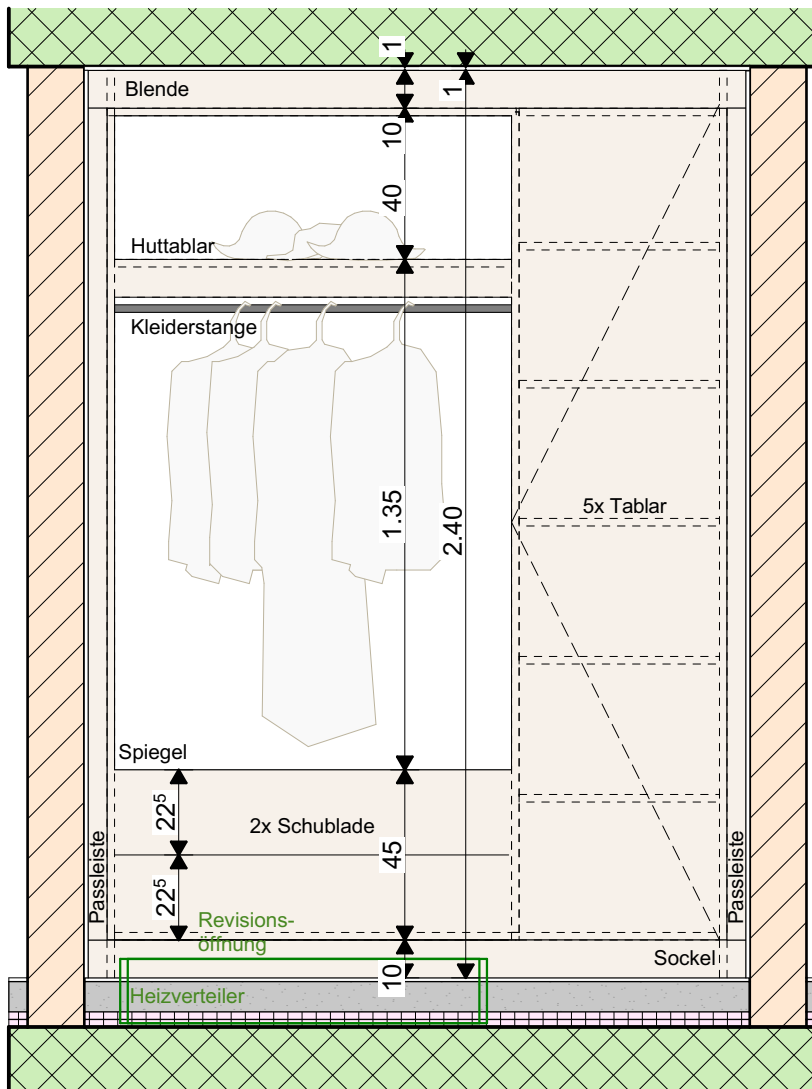 1
1
Blende
10
40
Huttablar
Kleiderstange
1.35
2.40
5x Tablar
Spiegel
22⁵
2x Schublade
45
22⁵
Passleiste
Passleiste
Revisions-
öffnung
10
Sockel
Heizverteiler